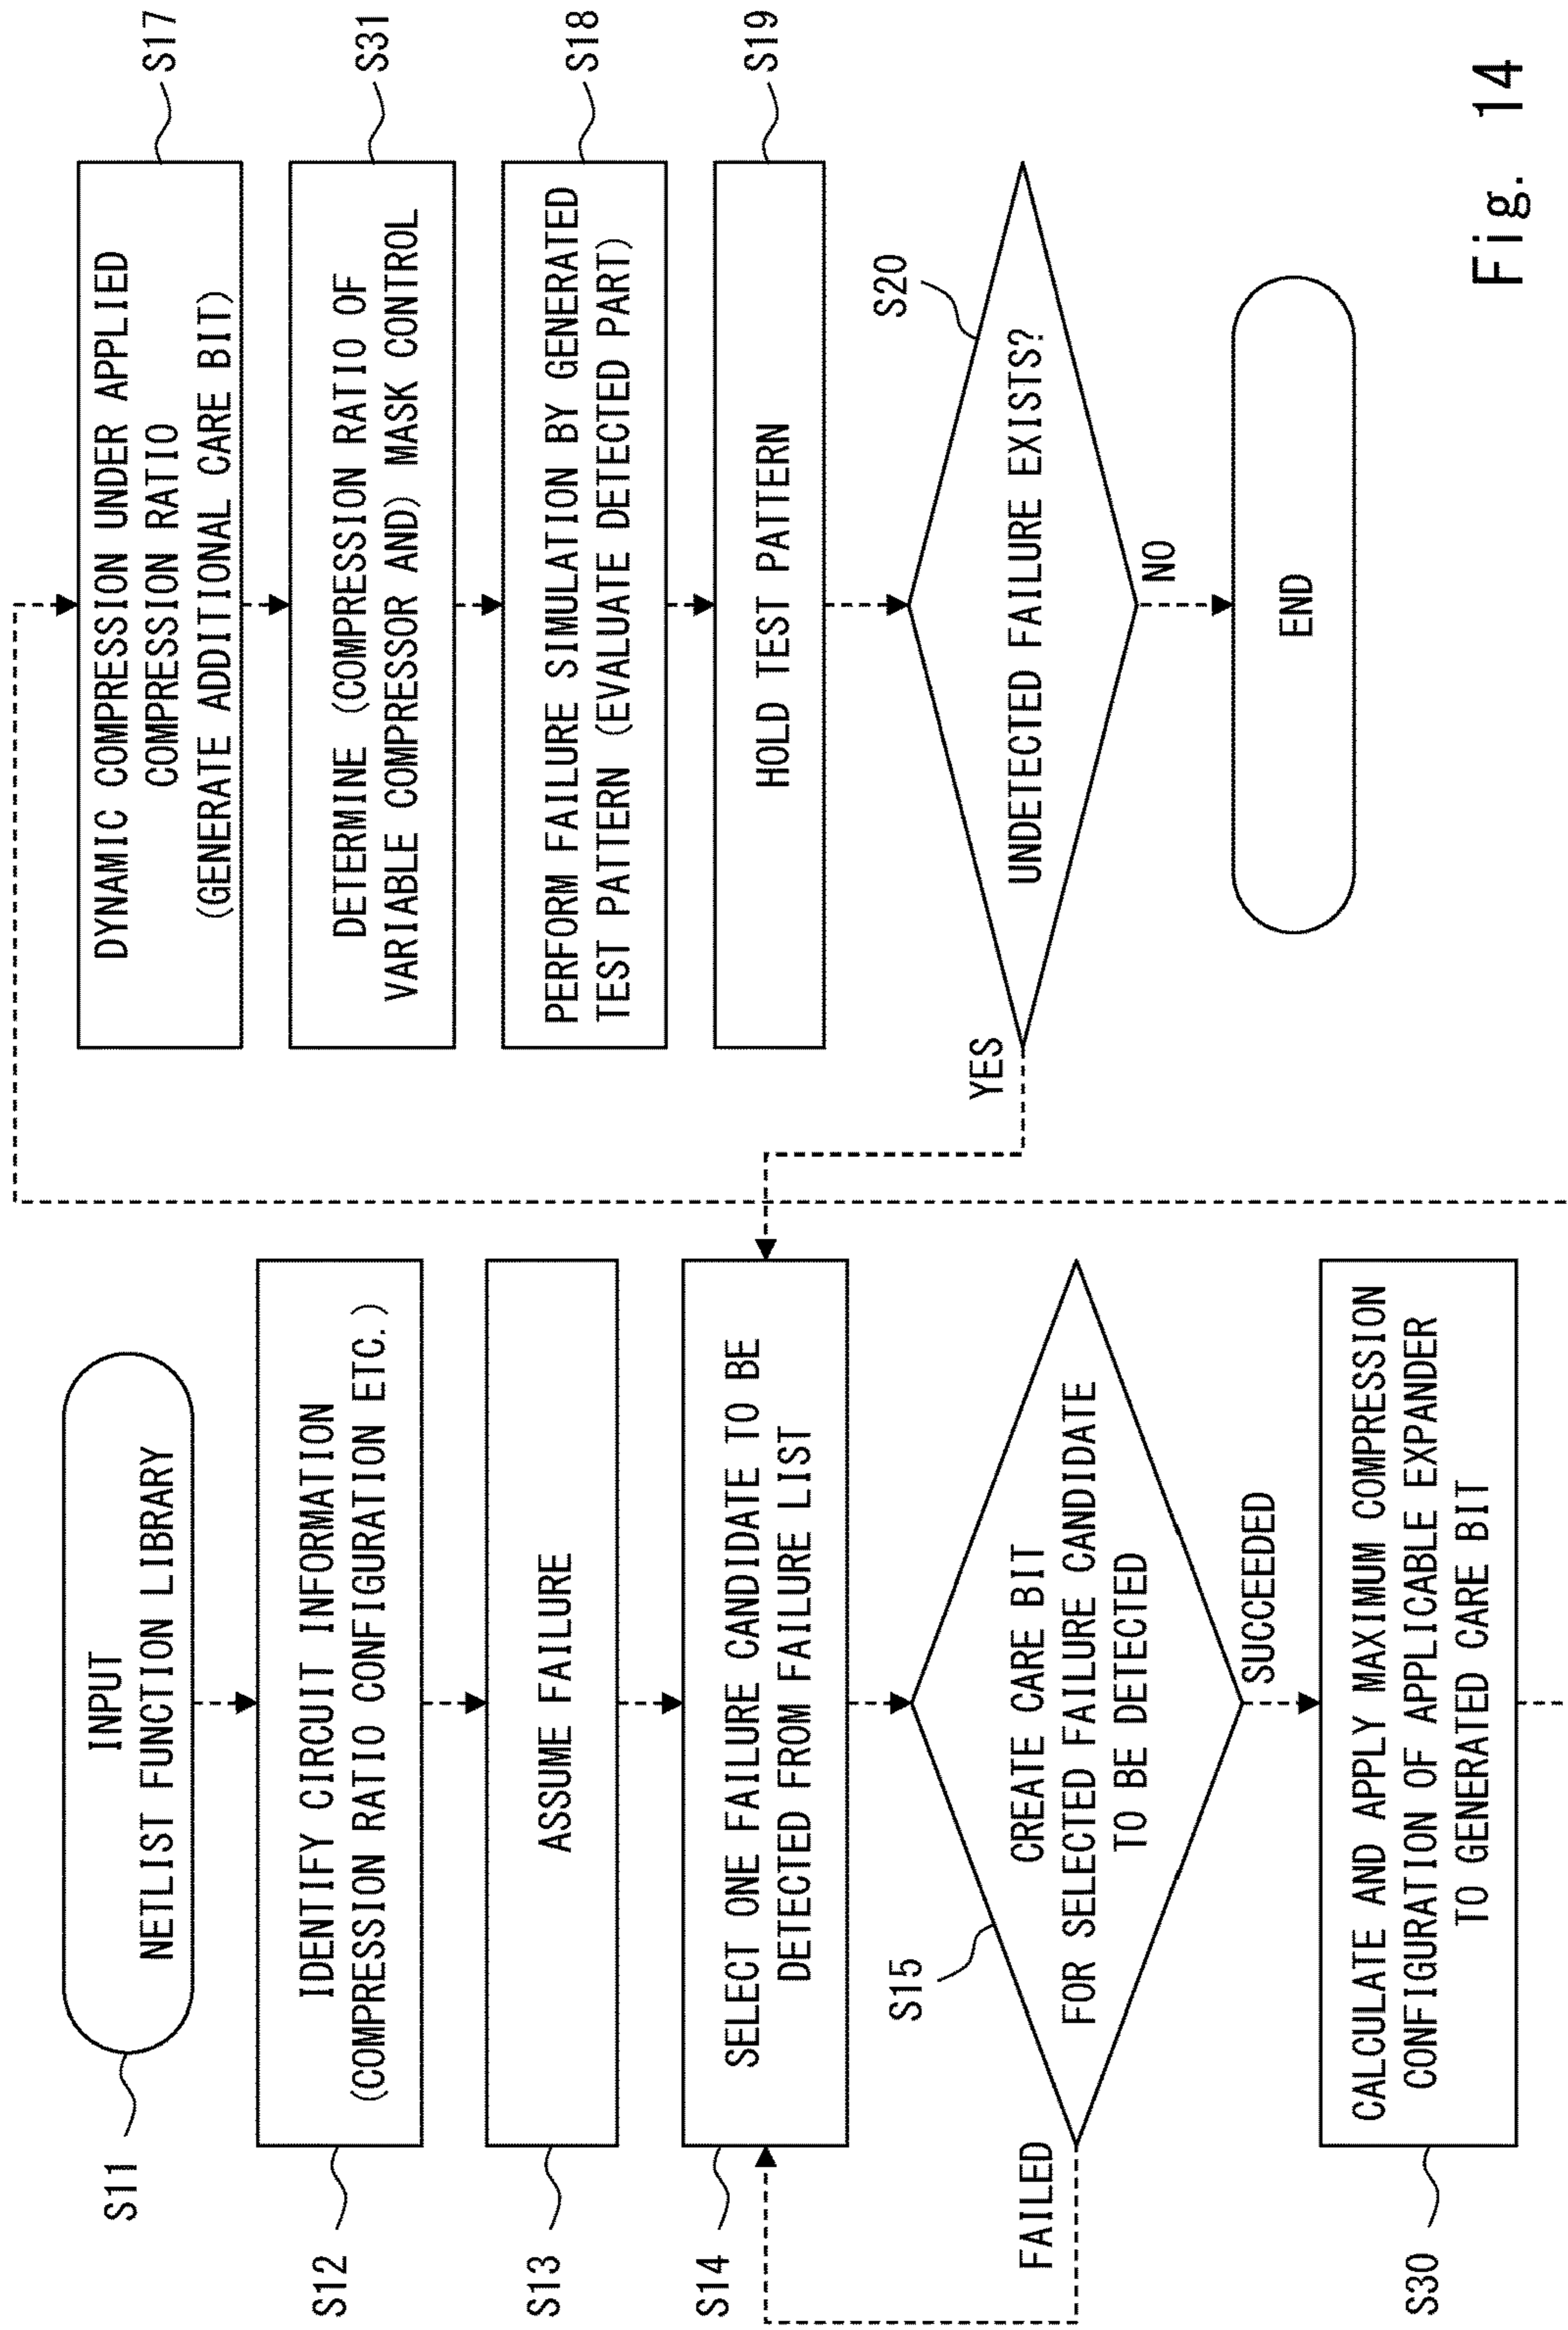 S11
INPUT
NETLIST FUNCTION LIBRARY
S12
IDENTIFY CIRCUIT INFORMATION
(COMPRESSION RATIO CONFIGURATION ETC.)
S13
ASSUME FAILURE
S14
SELECT ONE FAILURE CANDIDATE TO BE
DETECTED FROM FAILURE LIST
S15
CREATE CARE BIT
FOR SELECTED FAILURE CANDIDATE
TO BE DETECTED
FAILED
SUCCEEDED
S30
CALCULATE AND APPLY MAXIMUM COMPRESSION
CONFIGURATION OF APPLICABLE EXPANDER
TO GENERATED CARE BIT
DYNAMIC COMPRESSION UNDER APPLIED
COMPRESSION RATIO
(GENERATE ADDITIONAL CARE BIT)
S17
DETERMINE (COMPRESSION RATIO OF
VARIABLE COMPRESSOR AND) MASK CONTROL
S31
PERFORM FAILURE SIMULATION BY GENERATED
TEST PATTERN (EVALUATE DETECTED PART)
S18
HOLD TEST PATTERN
S19
S20
UNDETECTED FAILURE EXISTS?
YES
NO
END
Fig. 14